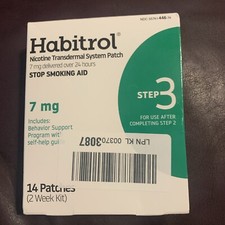 Habitrol®
Nicotine Transdermal System Patch
7 mg delivered over 24 hours
STOP SMOKING AID
7 mg
STEP 3
FOR USE AFTER
COMPLETING STEP 2
Includes:
Behavior Support
Program with
self-help
LPN KL 003703087
14 Patches
(2 Week Kit)